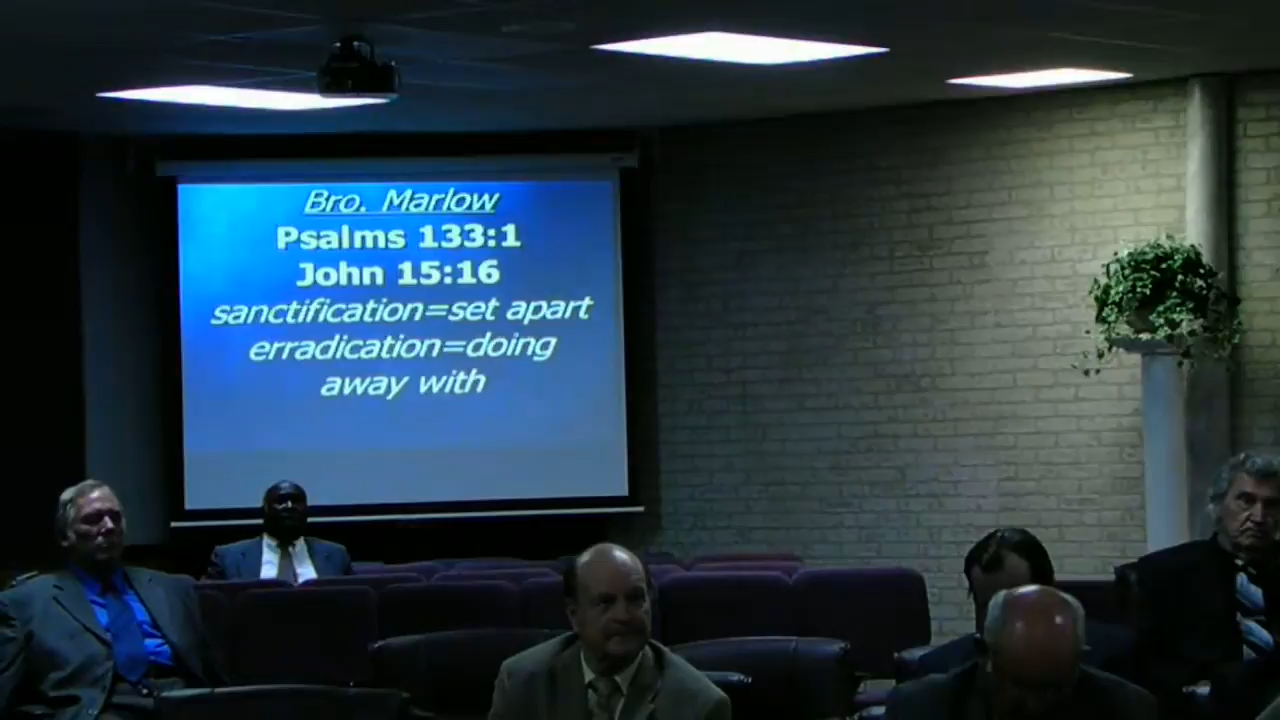 Bro. Marlow
Psalms 133:1
John 15:16
sanctification=set apart
erradication=doing
away with